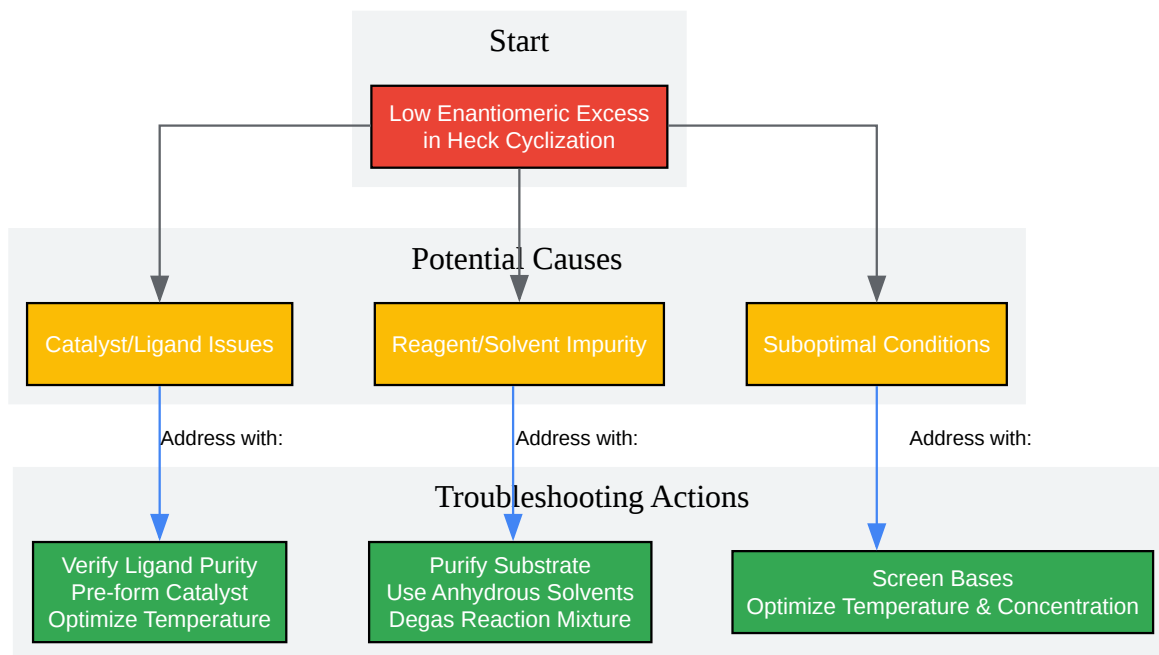 Start
Low Enantiomeric Excess
in Heck Cyclization
Potential Causes
Catalyst/Ligand Issues
Reagent/Solvent Impurity
Suboptimal Conditions
Address with:
Address with:
Address with:
Troubleshooting Actions
Verify Ligand Purity
Pre-form Catalyst
Optimize Temperature
Purify Substrate
Use Anhydrous Solvents
Degas Reaction Mixture
Screen Bases
Optimize Temperature & Concentration